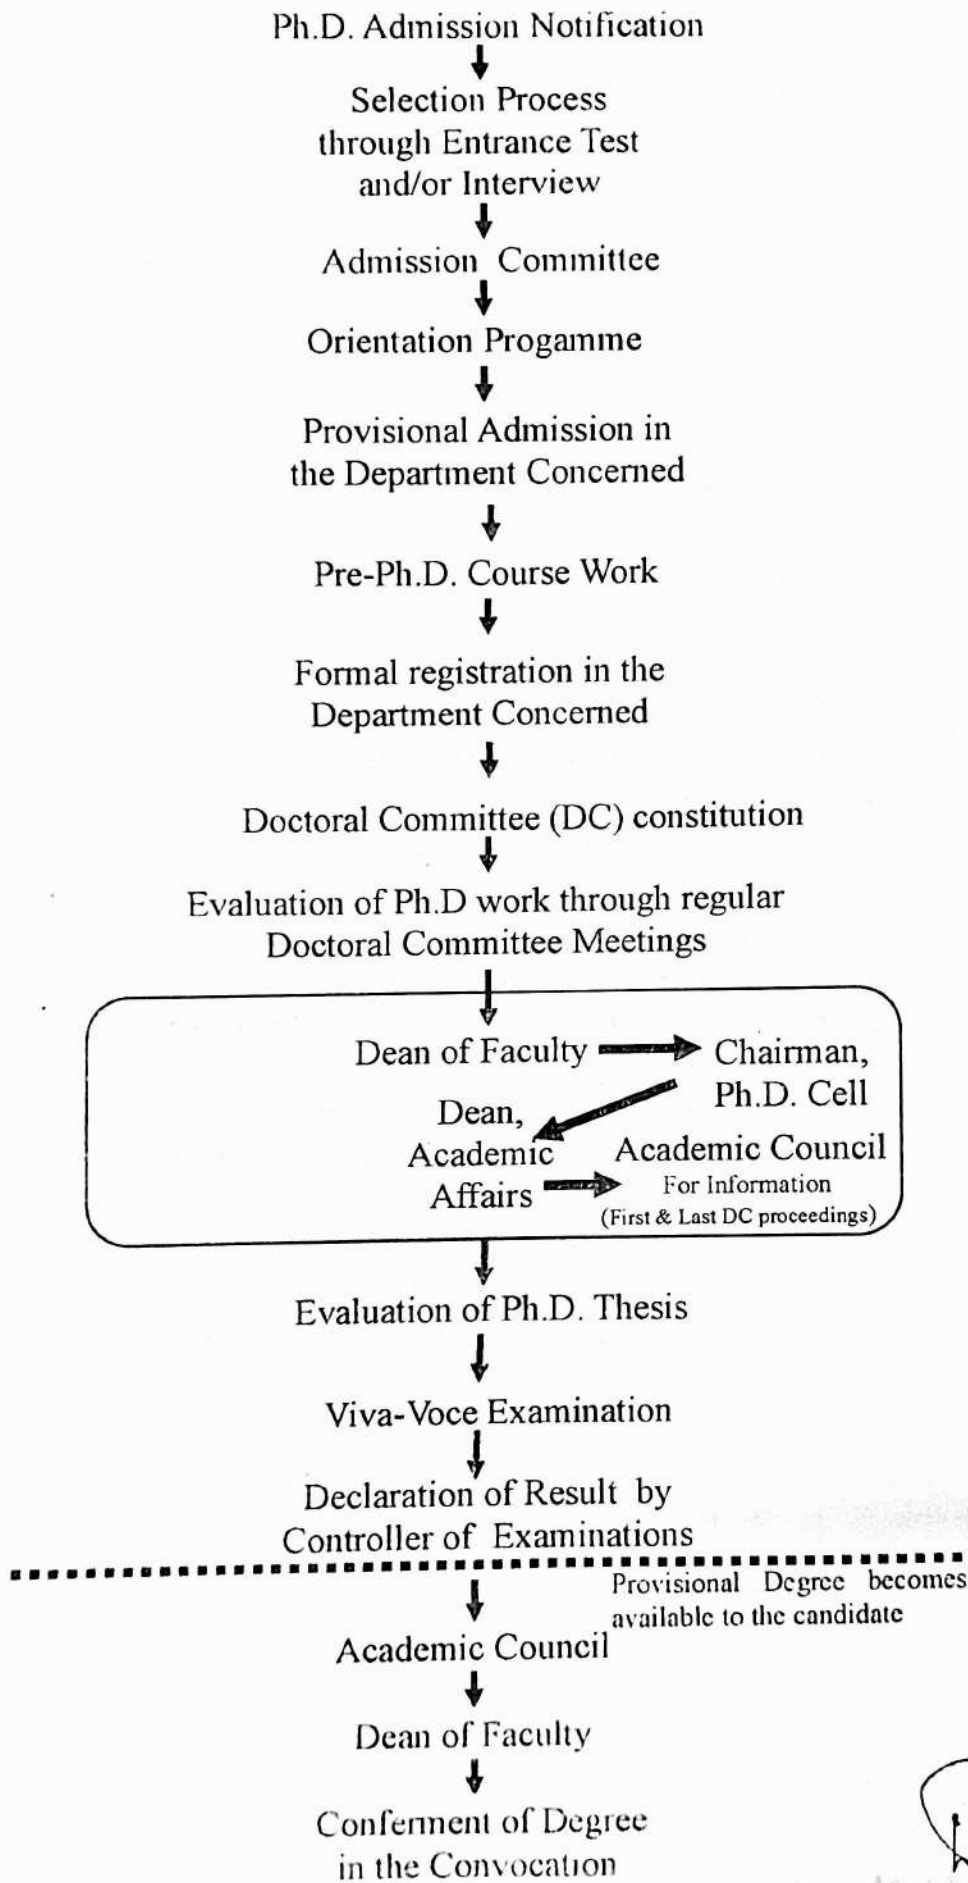 Ph.D. Admission Notification
Selection Process
through Entrance Test
and/or Interview
Admission Committee
Orientation Progamme
Provisional Admission in
the Department Concerned
Pre-Ph.D. Course Work
Formal registration in the
Department Concerned
Doctoral Committee (DC) constitution
Evaluation of Ph.D work through regular
Doctoral Committee Meetings
Dean of Faculty
Chairman,
Ph.D. Cell
Dean,
Academic
Affairs
Academic Council
For Information
(First & Last DC proceedings)
Evaluation of Ph.D. Thesis
Viva-Voce Examination
Declaration of Result by
Controller of Examinations
Provisional Degree becomes
available to the candidate
Academic Council
Dean of Faculty
Conferment of Degree
in the Convocation